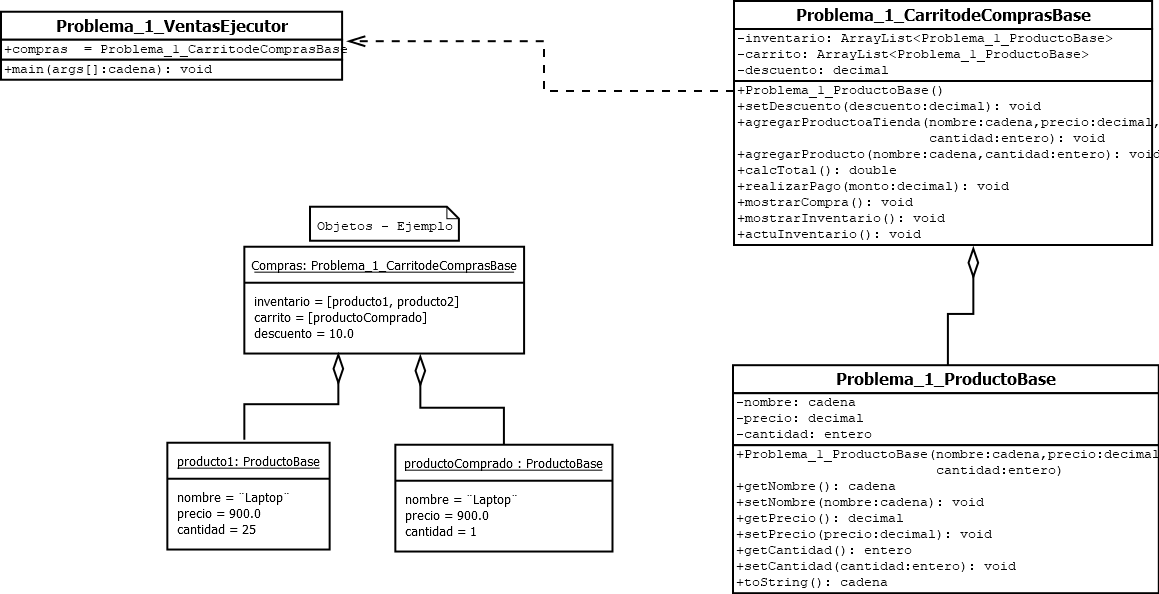 Problema_1_VentasEjecutor
+compras  = Problema_1_CarritodeComprasBase
+main(args[]:cadena): void
Problema_1_CarritodeComprasBase
-inventario: ArrayList<Problema_1_ProductoBase>
-carrito: ArrayList<Problema_1_ProductoBase>
-descuento: decimal
+Problema_1_ProductoBase()
+setDescuento(descuento:decimal): void
+agregarProductoaTienda(nombre:cadena,precio:decimal,
cantidad:entero): void
+agregarProducto(nombre:cadena,cantidad:entero): void
+calcTotal(): double
+realizarPago(monto:decimal): void
+mostrarCompra(): void
+mostrarInventario(): void
+actuInventario(): void
Objetos - Ejemplo
Compras: Problema_1_CarritodeComprasBase
inventario = [producto1, producto2]
carrito = [productoComprado]
descuento = 10.0
producto1: ProductoBase
nombre = ¨Laptop¨
precio = 900.0
cantidad = 25
productoComprado : ProductoBase
nombre = ¨Laptop¨
precio = 900.0
cantidad = 1
Problema_1_ProductoBase
-nombre: cadena
-precio: decimal
-cantidad: entero
+Problema_1_ProductoBase(nombre:cadena,precio:decimal
cantidad:entero)
+getNombre(): cadena
+setNombre(nombre:cadena): void
+getPrecio(): decimal
+setPrecio(precio:decimal): void
+getCantidad(): entero
+setCantidad(cantidad:entero): void
+toString(): cadena